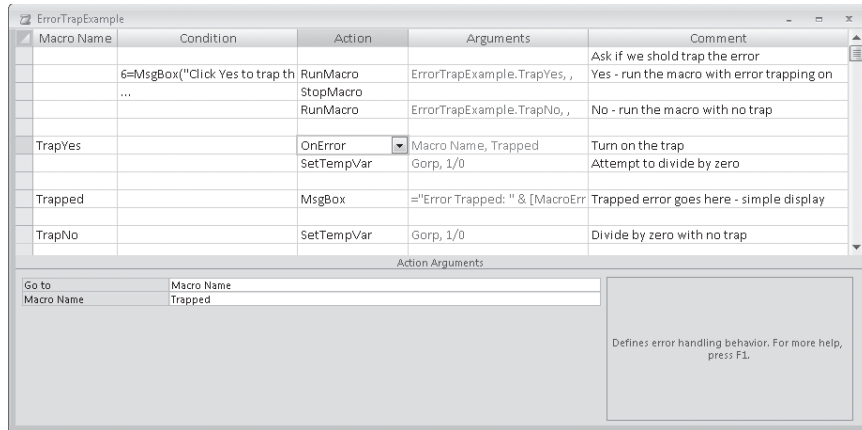 ErrorTrapExample
Macro Name Condition Action Arguments Comment
Ask if we shold trap the error
6=MsgBox("Click Yes to trap th RunMacro ErrorTrapExample.TrapYes, , Yes - run the macro with error trapping on
... StopMacro
RunMacro ErrorTrapExample.TrapNo, , No - run the macro with no trap
TrapYes OnError Macro Name, Trapped Turn on the trap
SetTempVar Gorp, 1/0 Attempt to divide by zero
Trapped MsgBox ="Error Trapped: " & [MacroErr Trapped error goes here - simple display
TrapNo SetTempVar Gorp, 1/0 Divide by zero with no trap
Action Arguments
Go to Macro Name
Macro Name Trapped
Defines error handling behavior. For more help,
press F1.